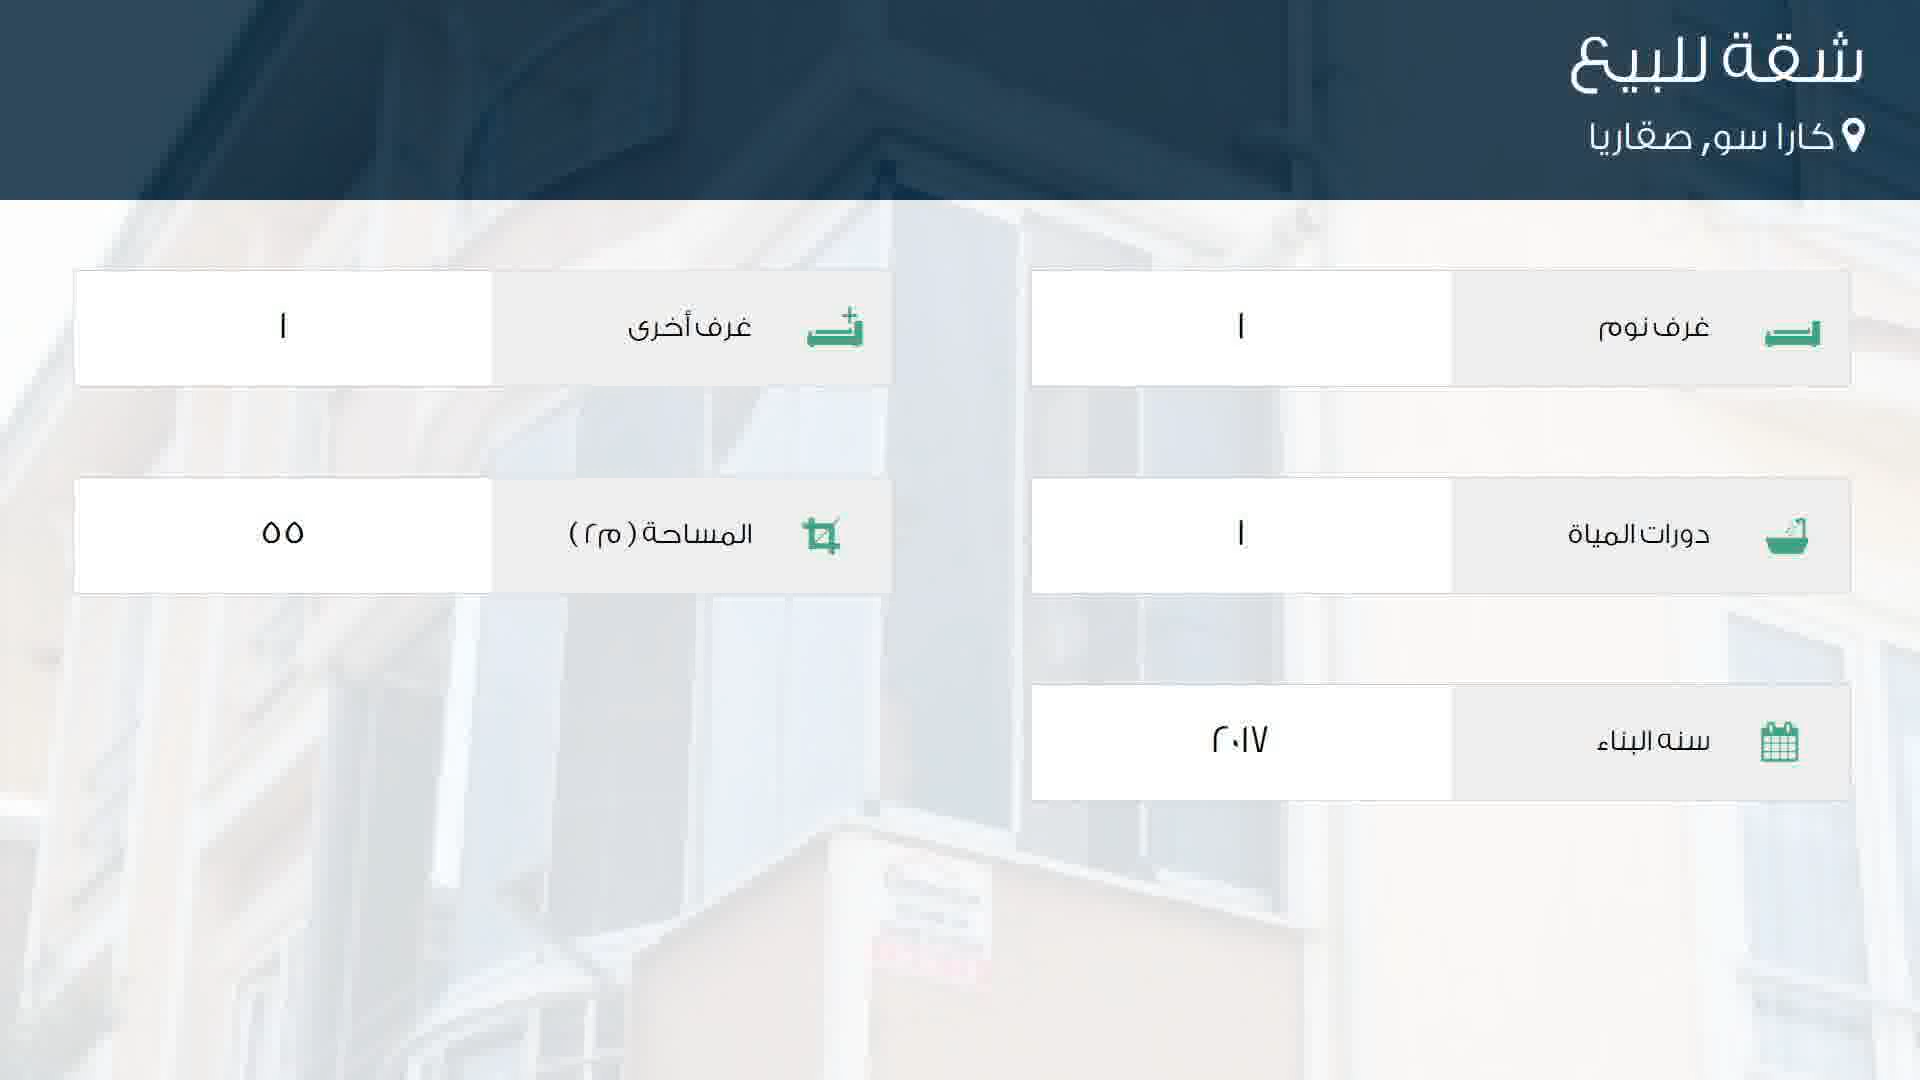 شقة للبيع
كارا سو, صقاريا
غرف نوم ١
غرف أخرى ١
دورات المياة ١
المساحة (م٢) ٥٥
سنه البناء ٢٠١٧